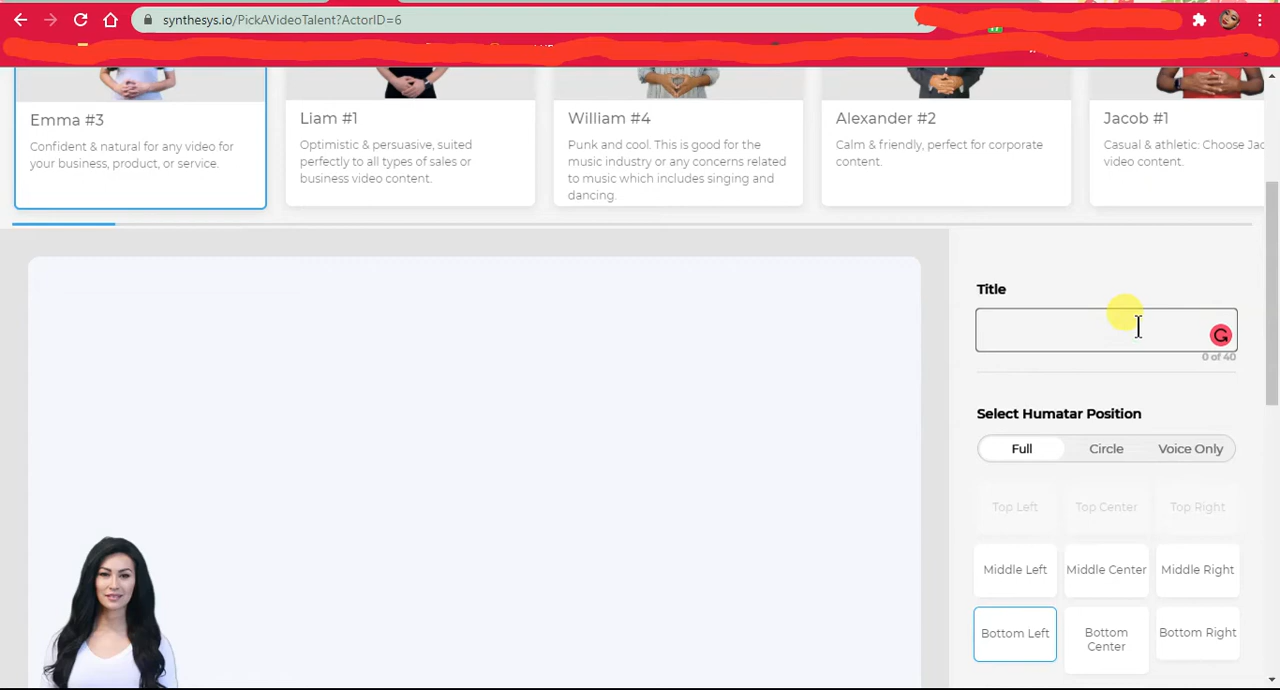 synthesys.io/PickAVideoTalent?ActorID=6
Emma #3
Confident & natural for any video for
your business, product, or service.
Liam #1
Optimistic & persuasive, suited
perfectly to all types of sales or
business video content.
William #4
Punk and cool. This is good for the
music industry or any concerns related
to music which includes singing and
dancing.
Alexander #2
Calm & friendly, perfect for corporate
content.
Jacob #1
Casual & athletic: Choose Jac
video content.
Title
0 of 40
Select Humatar Position
Full
Circle
Voice Only
Top Left
Top Center
Top Right
Middle Left
Middle Center
Middle Right
Bottom Left
Bottom
Center
Bottom Right